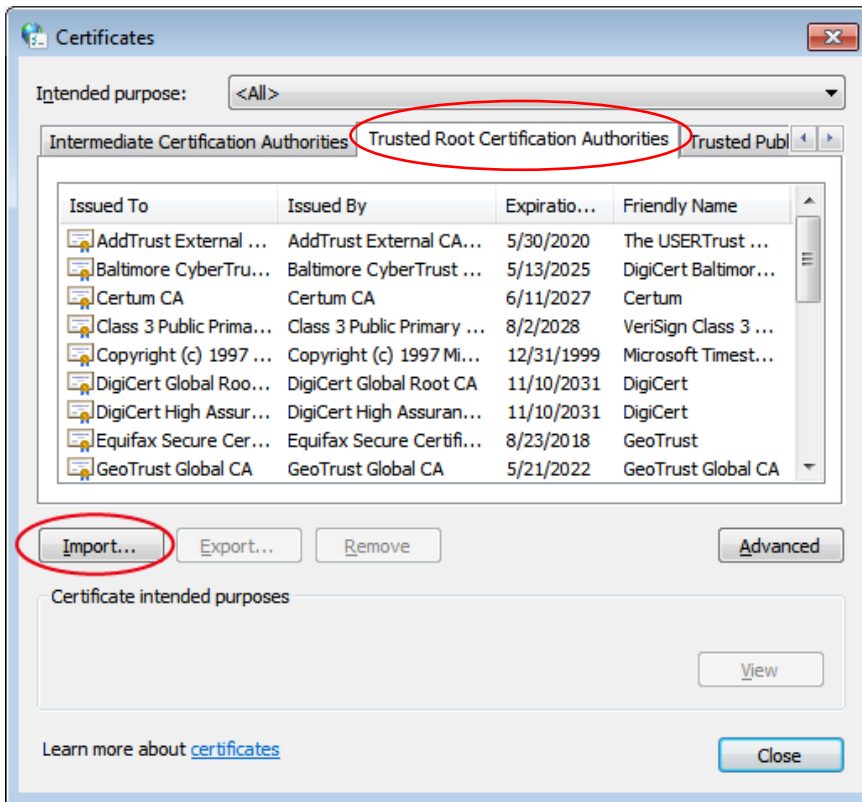 Certificates
Intended purpose: <All>
Intermediate Certification Authorities Trusted Root Certification Authorities Trusted Publ
Issued To Issued By Expiratio... Friendly Name
AddTrust External ... AddTrust External CA... 5/30/2020 The USERTrust ...
Baltimore CyberTru... Baltimore CyberTrust ... 5/13/2025 DigiCert Baltimor...
Certum CA Certum CA 6/11/2027 Certum
Class 3 Public Prima... Class 3 Public Primary ... 8/2/2028 VeriSign Class 3 ...
Copyright (c) 1997 ... Copyright (c) 1997 Mi... 12/31/1999 Microsoft Timest...
DigiCert Global Roo... DigiCert Global Root CA 11/10/2031 DigiCert
DigiCert High Assur... DigiCert High Assuran... 11/10/2031 DigiCert
Equifax Secure Cer... Equifax Secure Certifi... 8/23/2018 GeoTrust
GeoTrust Global CA GeoTrust Global CA 5/21/2022 GeoTrust Global CA
Import... Export... Remove Advanced
Certificate intended purposes
View
Learn more about certificates
Close